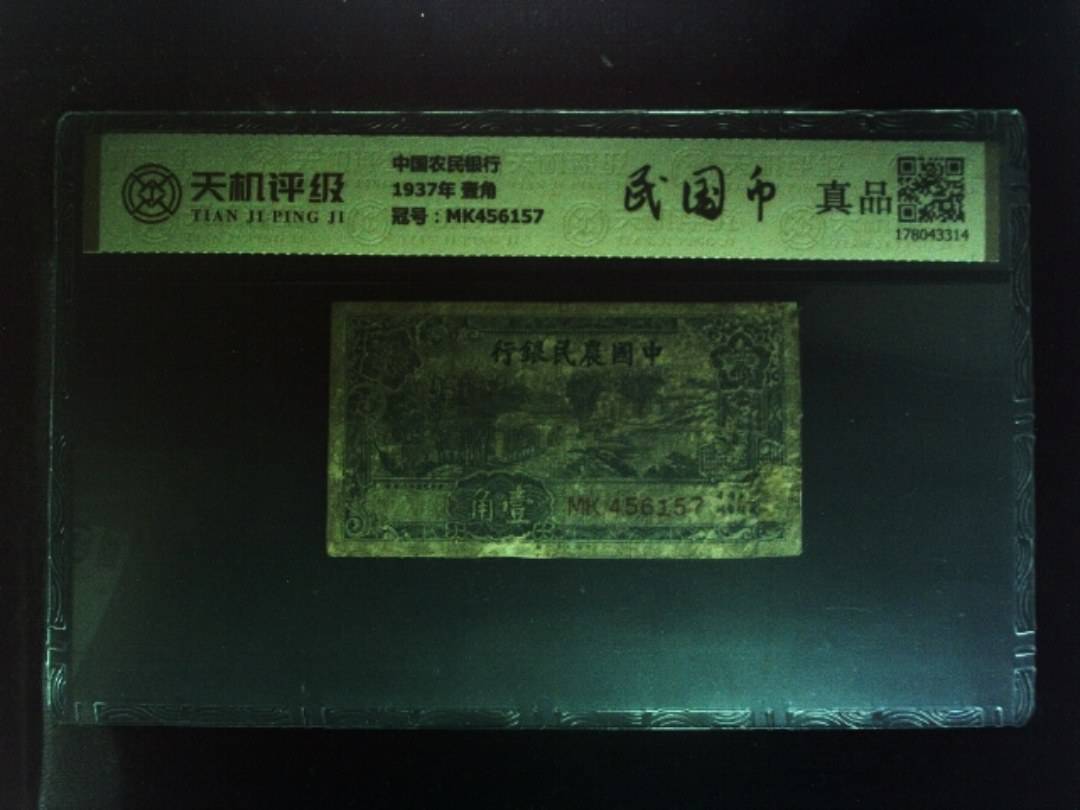 天机评级
TIAN JI PING JI
中国农民银行
1937年 壹角
冠号：MK456157
民国币
真品
178043314
行銀民農國中
角壹
MK 456157